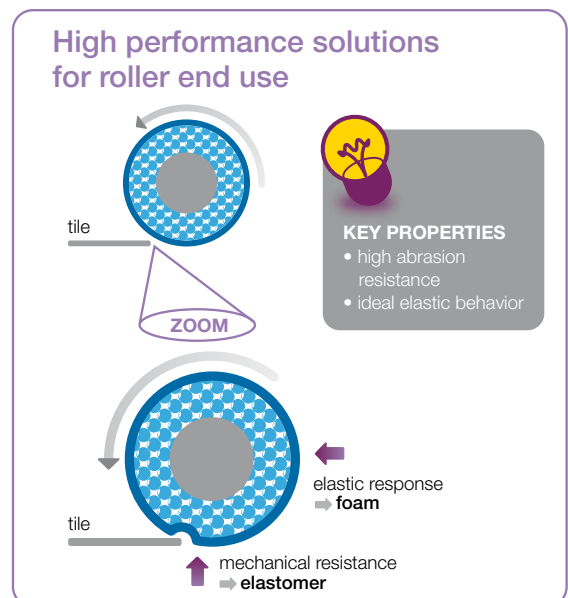 High performance solutions
for roller end use
tile
ZOOM
KEY PROPERTIES
• high abrasion
resistance
• ideal elastic behavior
elastic response
⇨ foam
tile
mechanical resistance
⇨ elastomer